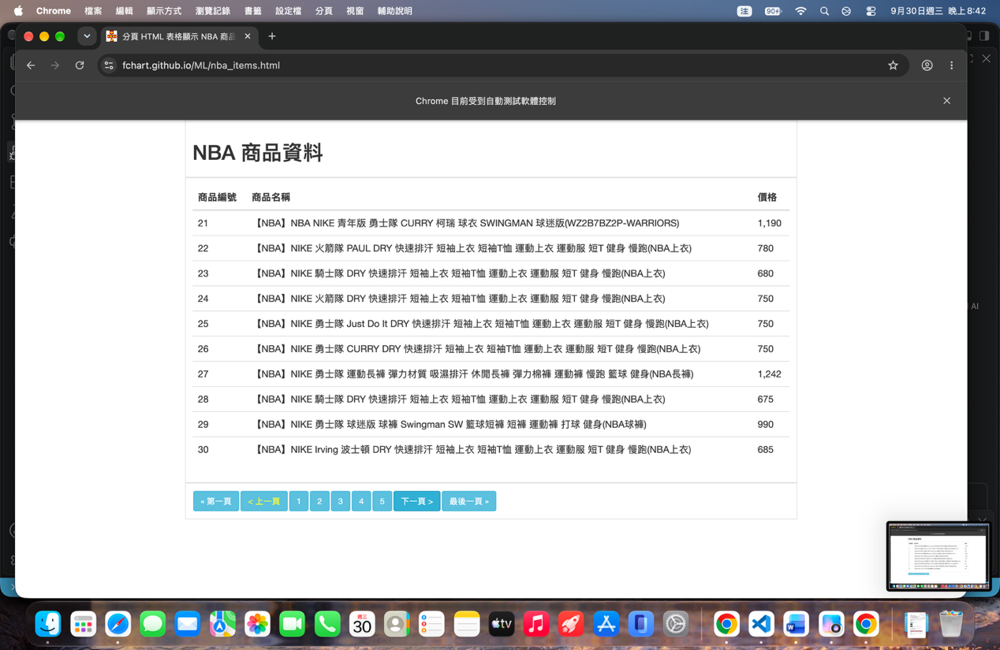 Chrome 檔案 編輯 顯示方式 瀏覽記錄 書籤 設定檔 分頁 視窗 輔助說明 注 90 9月30日週三 晚上8:42
分頁 HTML 表格顯示 NBA 商品
fchart.github.io/ML/nba_items.html
Chrome 目前受到自動測試軟體控制
NBA 商品資料
商品編號 商品名稱 價格
21 【NBA】NBA NIKE 青年版 勇士隊 CURRY 柯瑞 球衣 SWINGMAN 球迷版(WZ2B7BZ2P-WARRIORS) 1,190
22 【NBA】NIKE 火箭隊 PAUL DRY 快速排汗 短袖上衣 短袖T恤 運動上衣 運動服 短T 健身 慢跑(NBA上衣) 780
23 【NBA】NIKE 騎士隊 DRY 快速排汗 短袖上衣 短袖T恤 運動上衣 運動服 短T 健身 慢跑(NBA上衣) 680
24 【NBA】NIKE 火箭隊 DRY 快速排汗 短袖上衣 短袖T恤 運動上衣 運動服 短T 健身 慢跑(NBA上衣) 750
25 【NBA】NIKE 勇士隊 Just Do It DRY 快速排汗 短袖上衣 短袖T恤 運動上衣 運動服 短T 健身 慢跑(NBA上衣) 750
AI
26 【NBA】NIKE 勇士隊 CURRY DRY 快速排汗 短袖上衣 短袖T恤 運動上衣 運動服 短T 健身 慢跑(NBA上衣) 750
27 【NBA】NIKE 勇士隊 運動長褲 彈力材質 吸濕排汗 休閒長褲 彈力棉褲 運動褲 慢跑 籃球 健身(NBA長褲) 1,242
28 【NBA】NIKE 騎士隊 DRY 快速排汗 短袖上衣 短袖T恤 運動上衣 運動服 短T 健身 慢跑(NBA上衣) 675
29 【NBA】NIKE 勇士隊 球迷版 球褲 Swingman SW 籃球短褲 短褲 運動褲 打球 健身(NBA球褲) 990
30 【NBA】NIKE Irving 波士頓 DRY 快速排汗 短袖上衣 短袖T恤 運動上衣 運動服 短T 健身 慢跑(NBA上衣) 685
« 第一頁 < 上一頁 1 2 3 4 5 下一頁 > 最後一頁 »
週三
30
tv
W